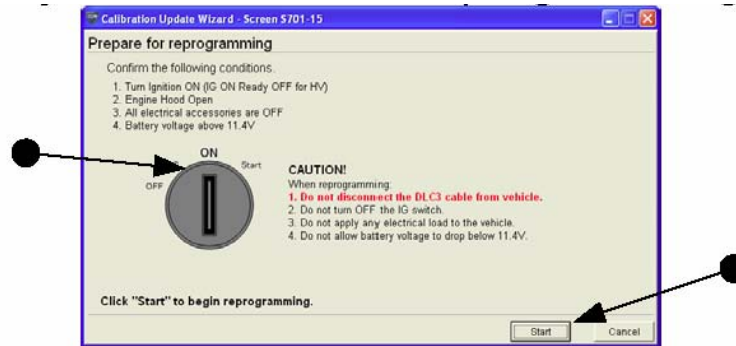 Calibration Update Wizard - Screen S701-15
Prepare for reprogramming
Confirm the following conditions.
1. Turn Ignition ON (IG ON Ready OFF for HV)
2. Engine Hood Open
3. All electrical accessories are OFF
4. Battery voltage above 11.4V
ON
Start
OFF
CAUTION!
When reprogramming:
1. Do not disconnect the DLC3 cable from vehicle.
2. Do not turn OFF the IG switch.
3. Do not apply any electrical load to the vehicle.
4. Do not allow battery voltage to drop below 11.4V.
Click "Start" to begin reprogramming.
Start
Cancel